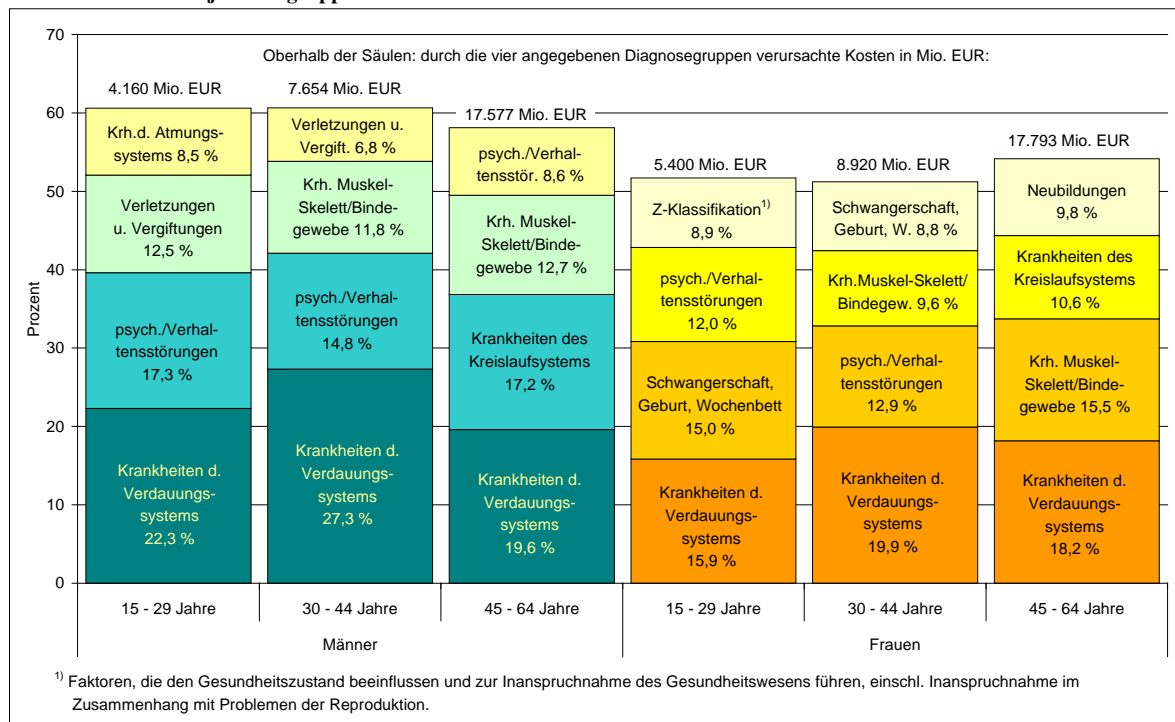 70
60
50
40
30
20
10
0
Prozent
Oberhalb der Säulen: durch die vier angegebenen Diagnosegruppen verursachte Kosten in Mio. EUR:
4.160 Mio. EUR
Krh.d. Atmungs-
systems 8,5 %
Verletzungen
u. Vergiftungen
12,5 %
psych./Verhal-
tensstörungen
17,3 %
Krankheiten d.
Verdauungs-
systems
22,3 %
7.654 Mio. EUR
Verletzungen u.
Vergift. 6,8 %
Krh. Muskel-
Skelett/Binde-
gewebe 11,8 %
psych./Verhal-
tensstörungen
14,8 %
Krankheiten d.
Verdauungs-
systems
27,3 %
17.577 Mio. EUR
psych./Verhal-
tensstör. 8,6 %
Krh. Muskel-
Skelett/Binde-
gewebe 12,7 %
Krankheiten des
Kreislaufsystems
17,2 %
Krankheiten d.
Verdauungs-
systems
19,6 %
5.400 Mio. EUR
Z-Klassifikation1)
8,9 %
psych./Verhal-
tensstörungen
12,0 %
Schwangerschaft,
Geburt, Wochenbett
15,0 %
Krankheiten d.
Verdauungs-
systems
15,9 %
8.920 Mio. EUR
Schwangerschaft,
Geburt, W. 8,8 %
Krh.Muskel-Skelett/
Bindegew. 9,6 %
psych./Verhal-
tensstörungen
12,9 %
Krankheiten d.
Verdauungs-
systems
19,9 %
17.793 Mio. EUR
Neubildungen
9,8 %
Krankheiten des
Kreislaufsystems
10,6 %
Krh. Muskel-
Skelett/Binde-
gewebe 15,5 %
Krankheiten d.
Verdauungs-
systems
18,2 %
15 - 29 Jahre
30 - 44 Jahre
45 - 64 Jahre
15 - 29 Jahre
30 - 44 Jahre
45 - 64 Jahre
Männer
Frauen
1) Faktoren, die den Gesundheitszustand beeinflussen und zur Inanspruchnahme des Gesundheitswesens führen, einschl. Inanspruchnahme im
Zusammenhang mit Problemen der Reproduktion.